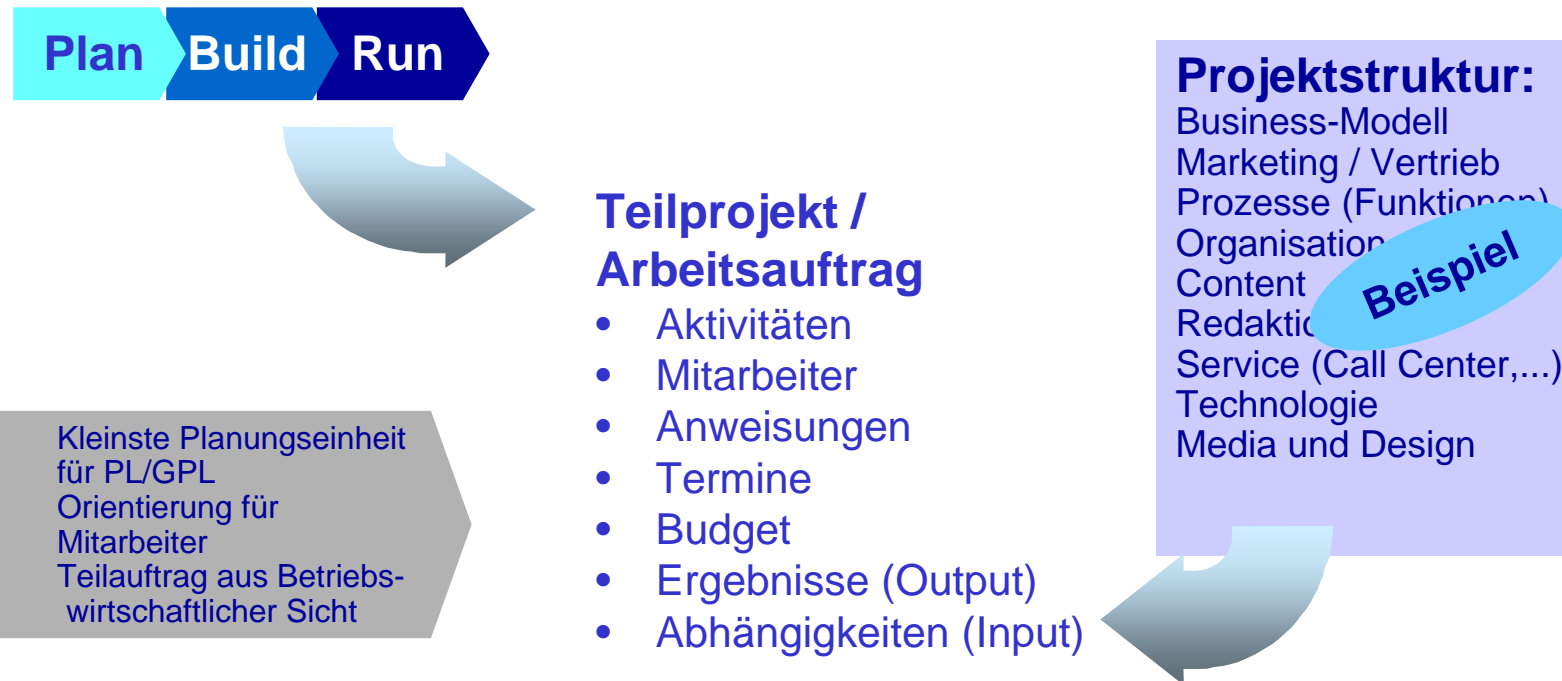 Plan Build Run
Teilprojekt /
Arbeitsauftrag
• Aktivitäten
• Mitarbeiter
• Anweisungen
• Termine
• Budget
• Ergebnisse (Output)
• Abhängigkeiten (Input)
Kleinste Planungseinheit
für PL/GPL
Orientierung für
Mitarbeiter
Teilauftrag aus Betriebs-
wirtschaftlicher Sicht
Projektstruktur:
Business-Modell
Marketing / Vertrieb
Prozesse (Funktionen)
Organisation
Content
Service (Call Center,...)
Technologie
Media und Design
Beispiel